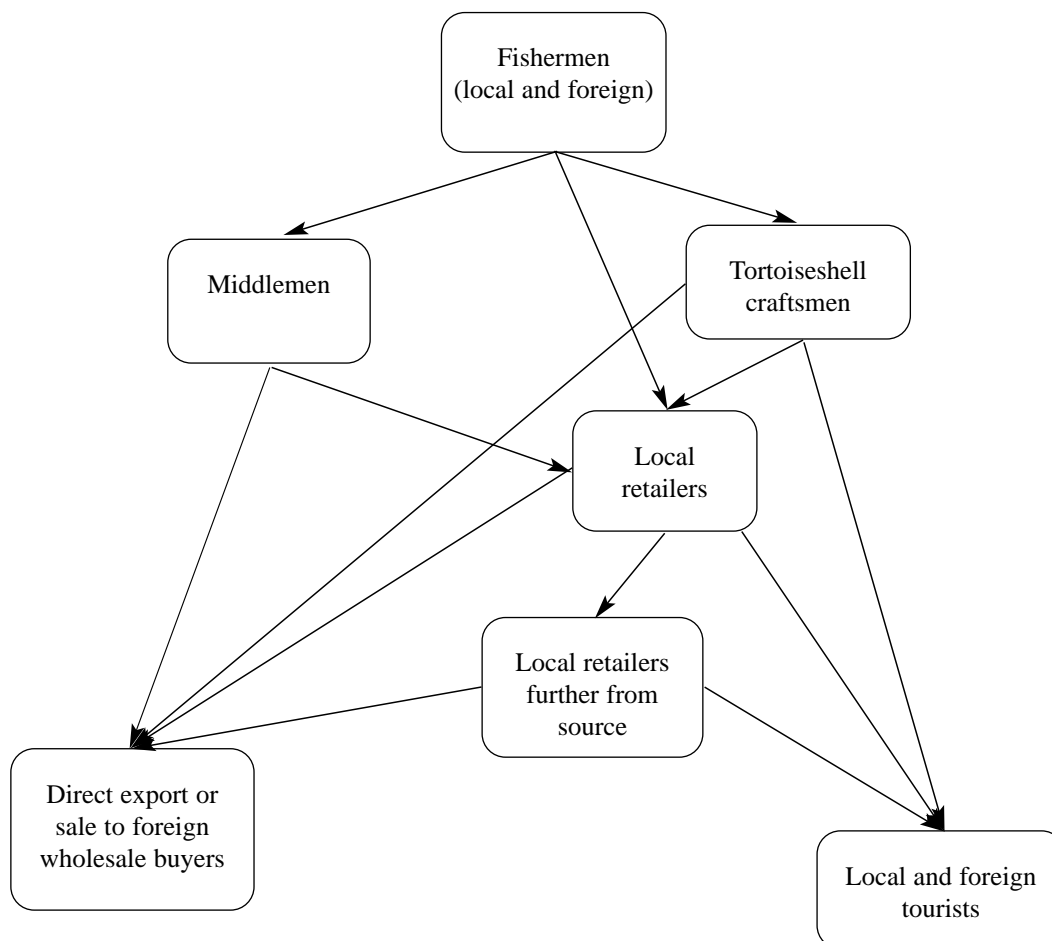 Fishermen
(local and foreign)
Middlemen
Tortoiseshell
craftsmen
Local
retailers
Local retailers
further from
source
Direct export or
sale to foreign
wholesale buyers
Local and foreign
tourists